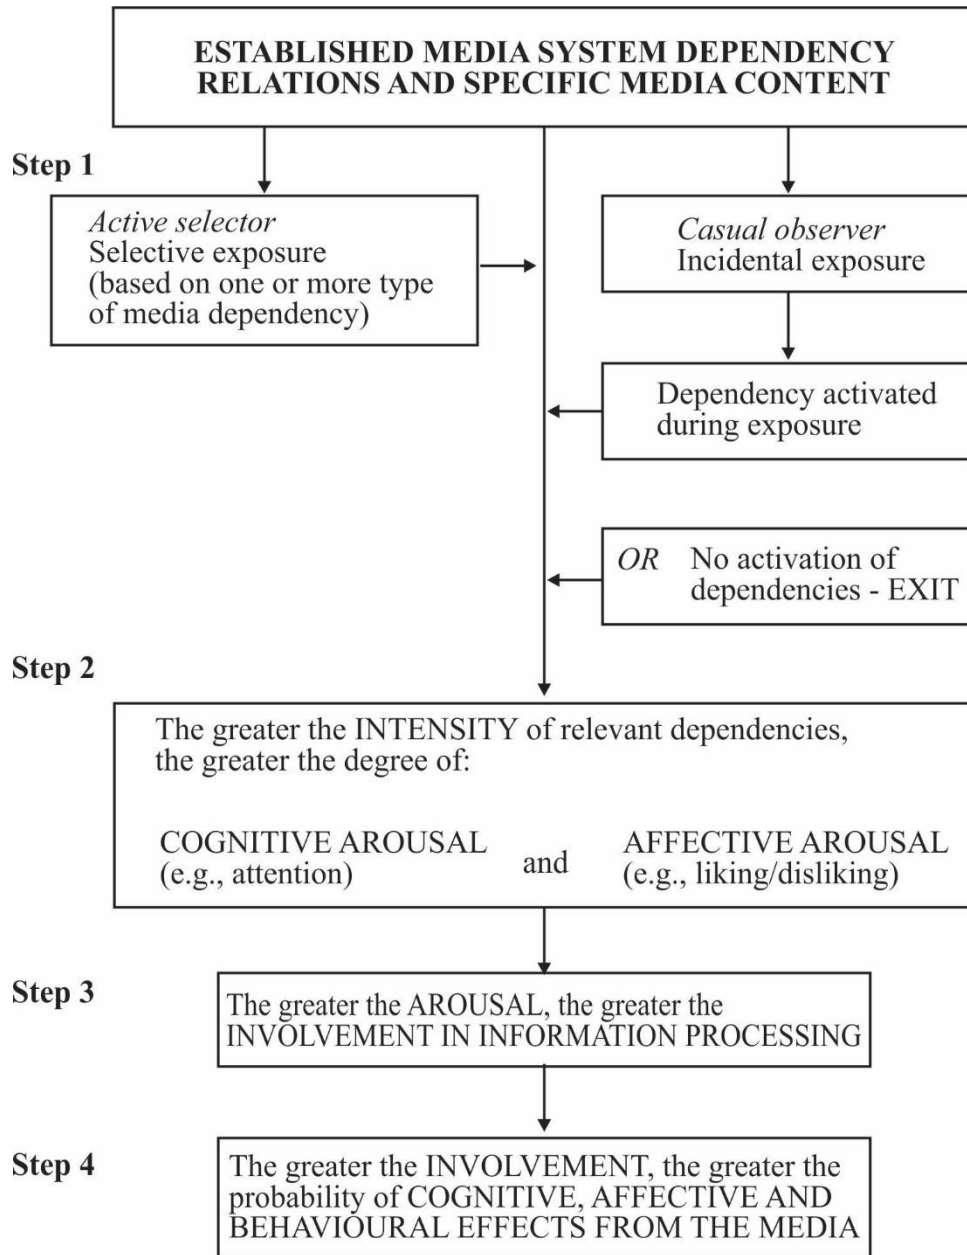 ESTABLISHED MEDIA SYSTEM DEPENDENCY
RELATIONS AND SPECIFIC MEDIA CONTENT
Step 1
Active selector
Selective exposure
(based on one or more type
of media dependency)
Casual observer
Incidental exposure
Dependency activated
during exposure
OR No activation of
dependencies - EXIT
Step 2
The greater the INTENSITY of relevant dependencies,
the greater the degree of:
COGNITIVE AROUSAL
(e.g., attention)
and
AFFECTIVE AROUSAL
(e.g., liking/disliking)
Step 3
The greater the AROUSAL, the greater the
INVOLVEMENT IN INFORMATION PROCESSING
Step 4
The greater the INVOLVEMENT, the greater the
probability of COGNITIVE, AFFECTIVE AND
BEHAVIOURAL EFFECTS FROM THE MEDIA